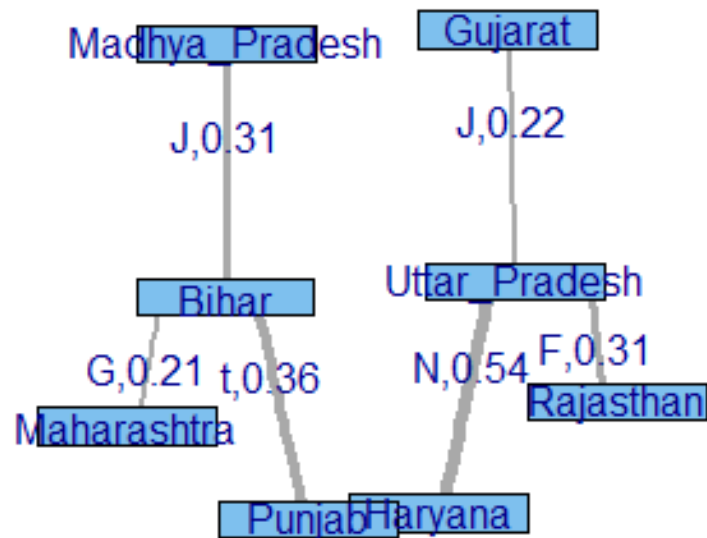 Madhya_Pradesh
Gujarat
J,0.31
J,0.22
Bihar
Uttar_Pradesh
G,0.21
t,0.36
N,0.54
F,0.31
Maharashtra
Rajasthan
Punjab
Haryana